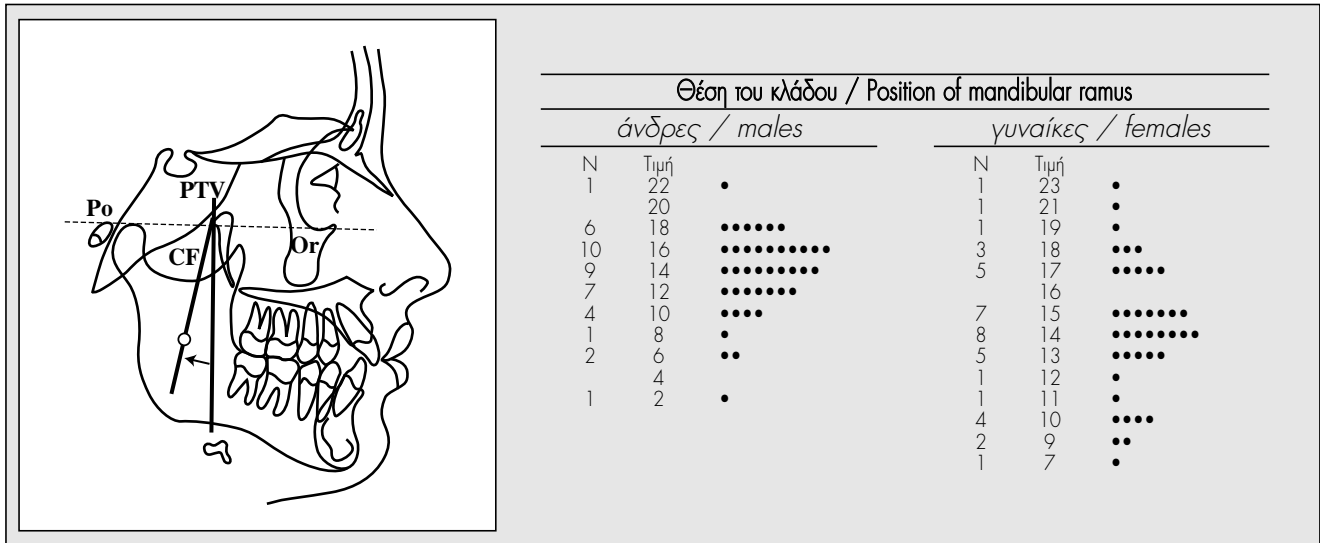 PTV
Po
CF
Or
Θέση του κλάδου / Position of mandibular ramus
άνδρες / males
N Τιμή
1 22 •
20
6 18 ••••••
10 16 ••••••••••
9 14 •••••••••
7 12 •••••••
4 10 ••••
1 8 •
2 6 ••
4
1 2 •
γυναίκες / females
N Τιμή
1 23 •
1 21 •
1 19 •
3 18 •••
5 17 •••••
16
7 15 •••••••
8 14 ••••••••
5 13 •••••
1 12 •
1 11 •
4 10 ••••
2 9 ••
1 7 •